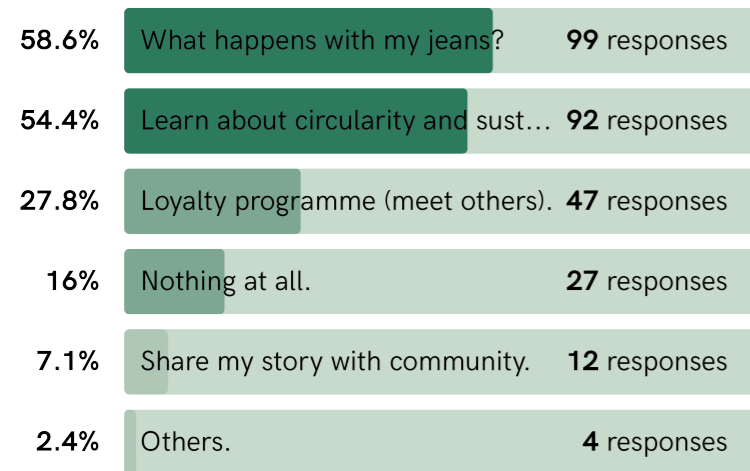 58.6% What happens with my jeans? 99 responses
54.4% Learn about circularity and sust... 92 responses
27.8% Loyalty programme (meet others). 47 responses
16% Nothing at all. 27 responses
7.1% Share my story with community. 12 responses
2.4% Others. 4 responses